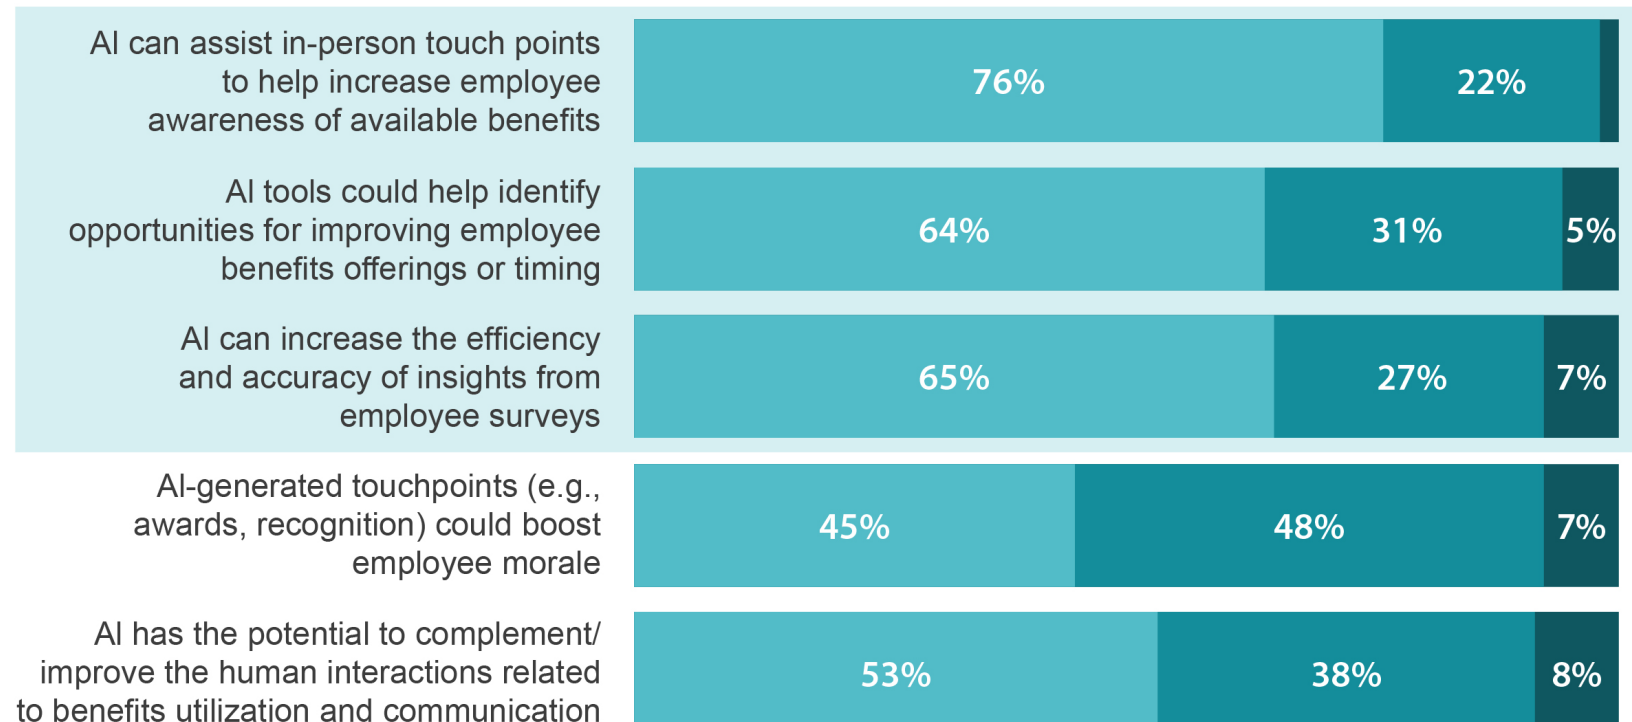 AI can assist in-person touch points
to help increase employee
awareness of available benefits
76%
22%
AI tools could help identify
opportunities for improving employee
benefits offerings or timing
64%
31%
5%
AI can increase the efficiency
and accuracy of insights from
employee surveys
65%
27%
7%
AI-generated touchpoints (e.g.,
awards, recognition) could boost
employee morale
45%
48%
7%
AI has the potential to complement/
improve the human interactions related
to benefits utilization and communication
53%
38%
8%